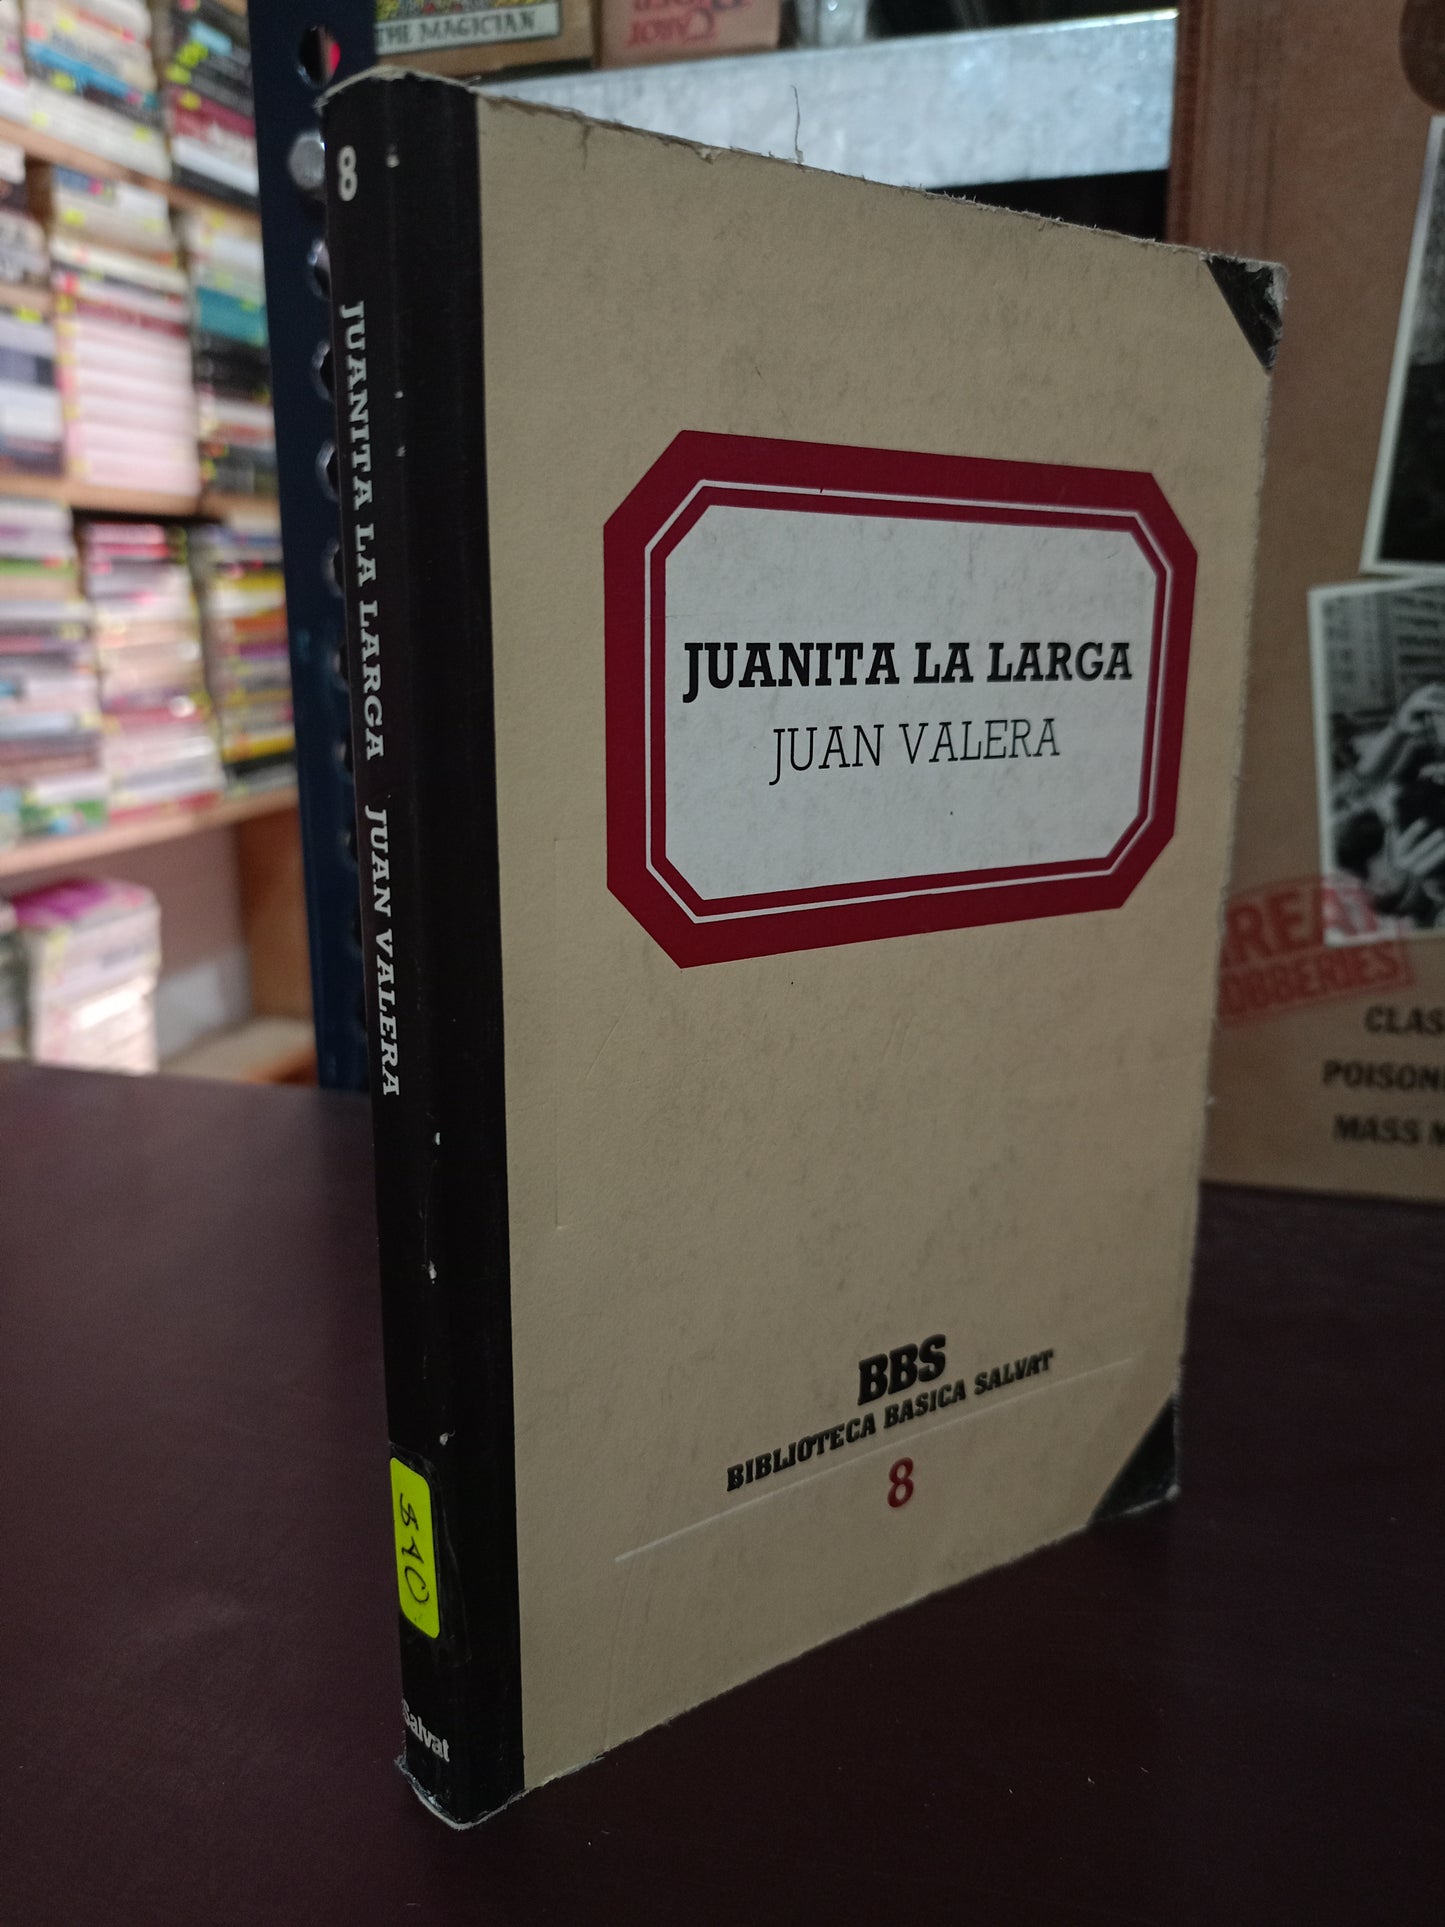 THE MAGICIAN
8
JUANITA LA LARGA JUAN VALERA
JUANITA LA LARGA
JUAN VALERA
BBS
BIBLIOTECA BASICA SALVAT
8
$40
Salvat
CLAS
POISON
MASS